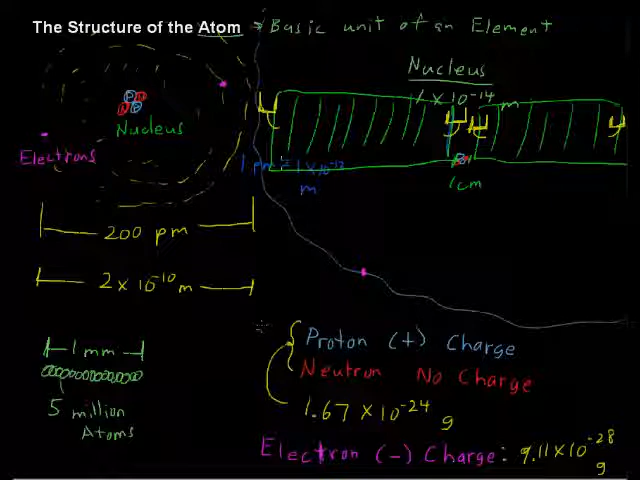 The Structure of the Atom → Basic unit of an Element
Nucleus
1 x 10^-14 m
P N
N P
Nucleus
Electrons
1 pm = 1 x 10^-12
m
1 cm
200 pm
2 x 10^-10 m
1 mm
5 million
Atoms
Proton (+) Charge
Neutron No Charge
1.67 x 10^-24 g
Electron (-) Charge: 9.11 x 10^-28
g